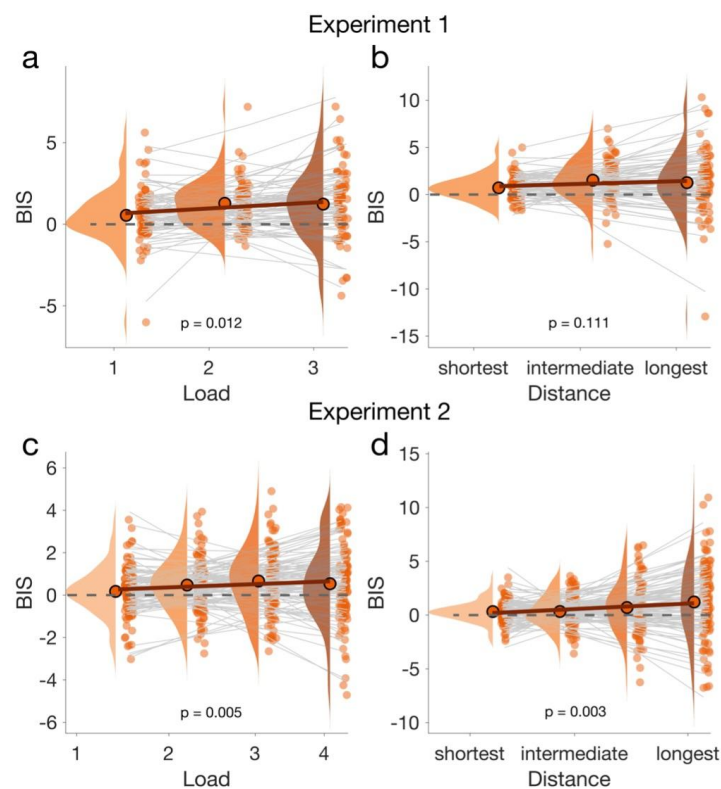 Experiment 1
a
b
5
0
-5
BIS
p = 0.012
1 2 3
Load
10
5
0
-5
-10
-15
BIS
p = 0.111
shortest intermediate longest
Distance
Experiment 2
c
d
6
4
2
0
-2
-4
-6
BIS
p = 0.005
1 2 3 4
Load
15
10
5
0
-5
-10
BIS
p = 0.003
shortest intermediate longest
Distance